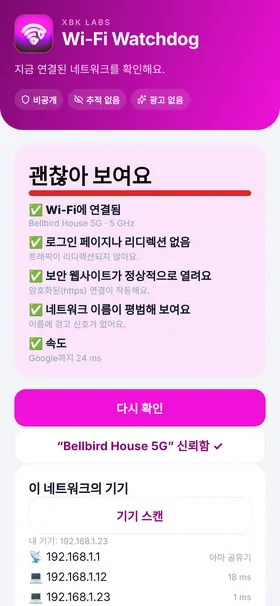 XBK LABS
Wi-Fi Watchdog
지금 연결된 네트워크를 확인해요.
비공개
추적 없음
광고 없음
괜찮아 보여요
✅ Wi-Fi에 연결됨
Bellbird House 5G · 5 GHz
✅ 로그인 페이지나 리디렉션 없음
트래픽이 리디렉션되지 않아요.
✅ 보안 웹사이트가 정상적으로 열려요
암호화된(https) 연결이 작동해요.
✅ 네트워크 이름이 평범해 보여요
이름에 경고 신호가 없어요.
✅ 속도
Google까지 24 ms
다시 확인
“Bellbird House 5G” 신뢰함 ✓
이 네트워크의 기기
기기 스캔
내 기기: 192.168.1.23
192.168.1.1 아마 공유기
192.168.1.12 18 ms
192.168.1.23 1 ms